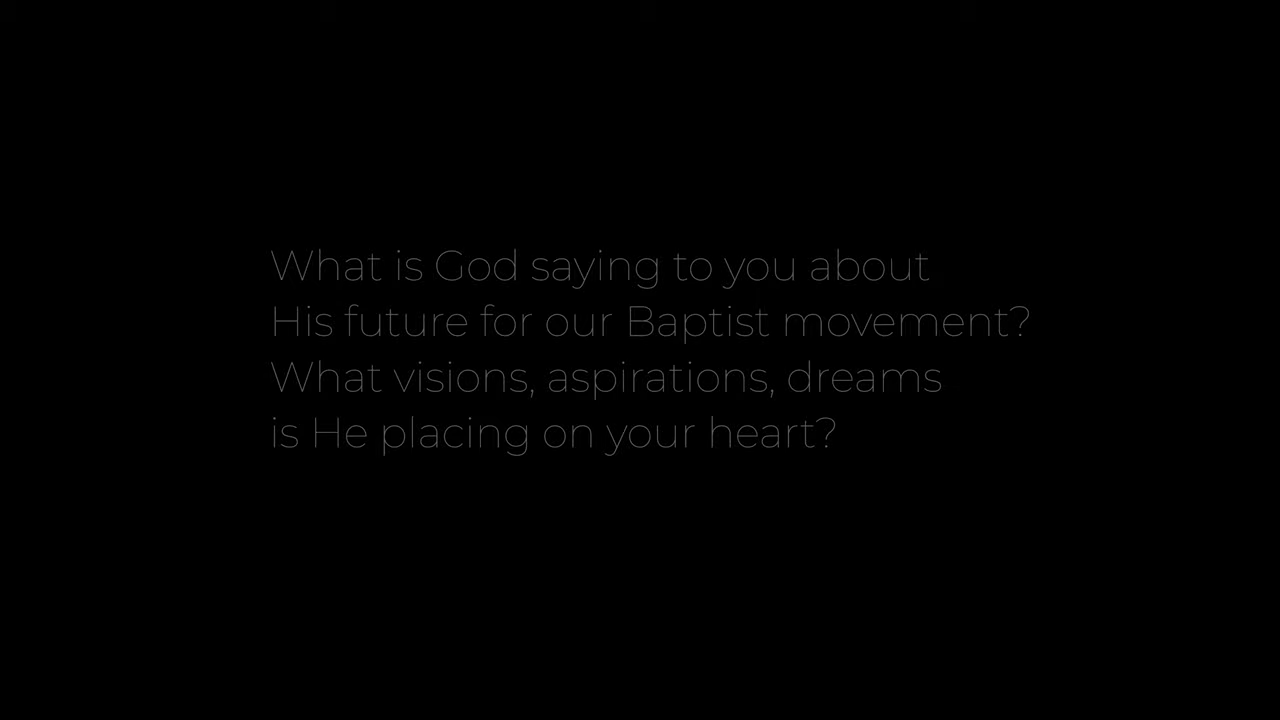 What is God saying to you about
His future for our Baptist movement?
What visions, aspirations, dreams
is He placing on your heart?